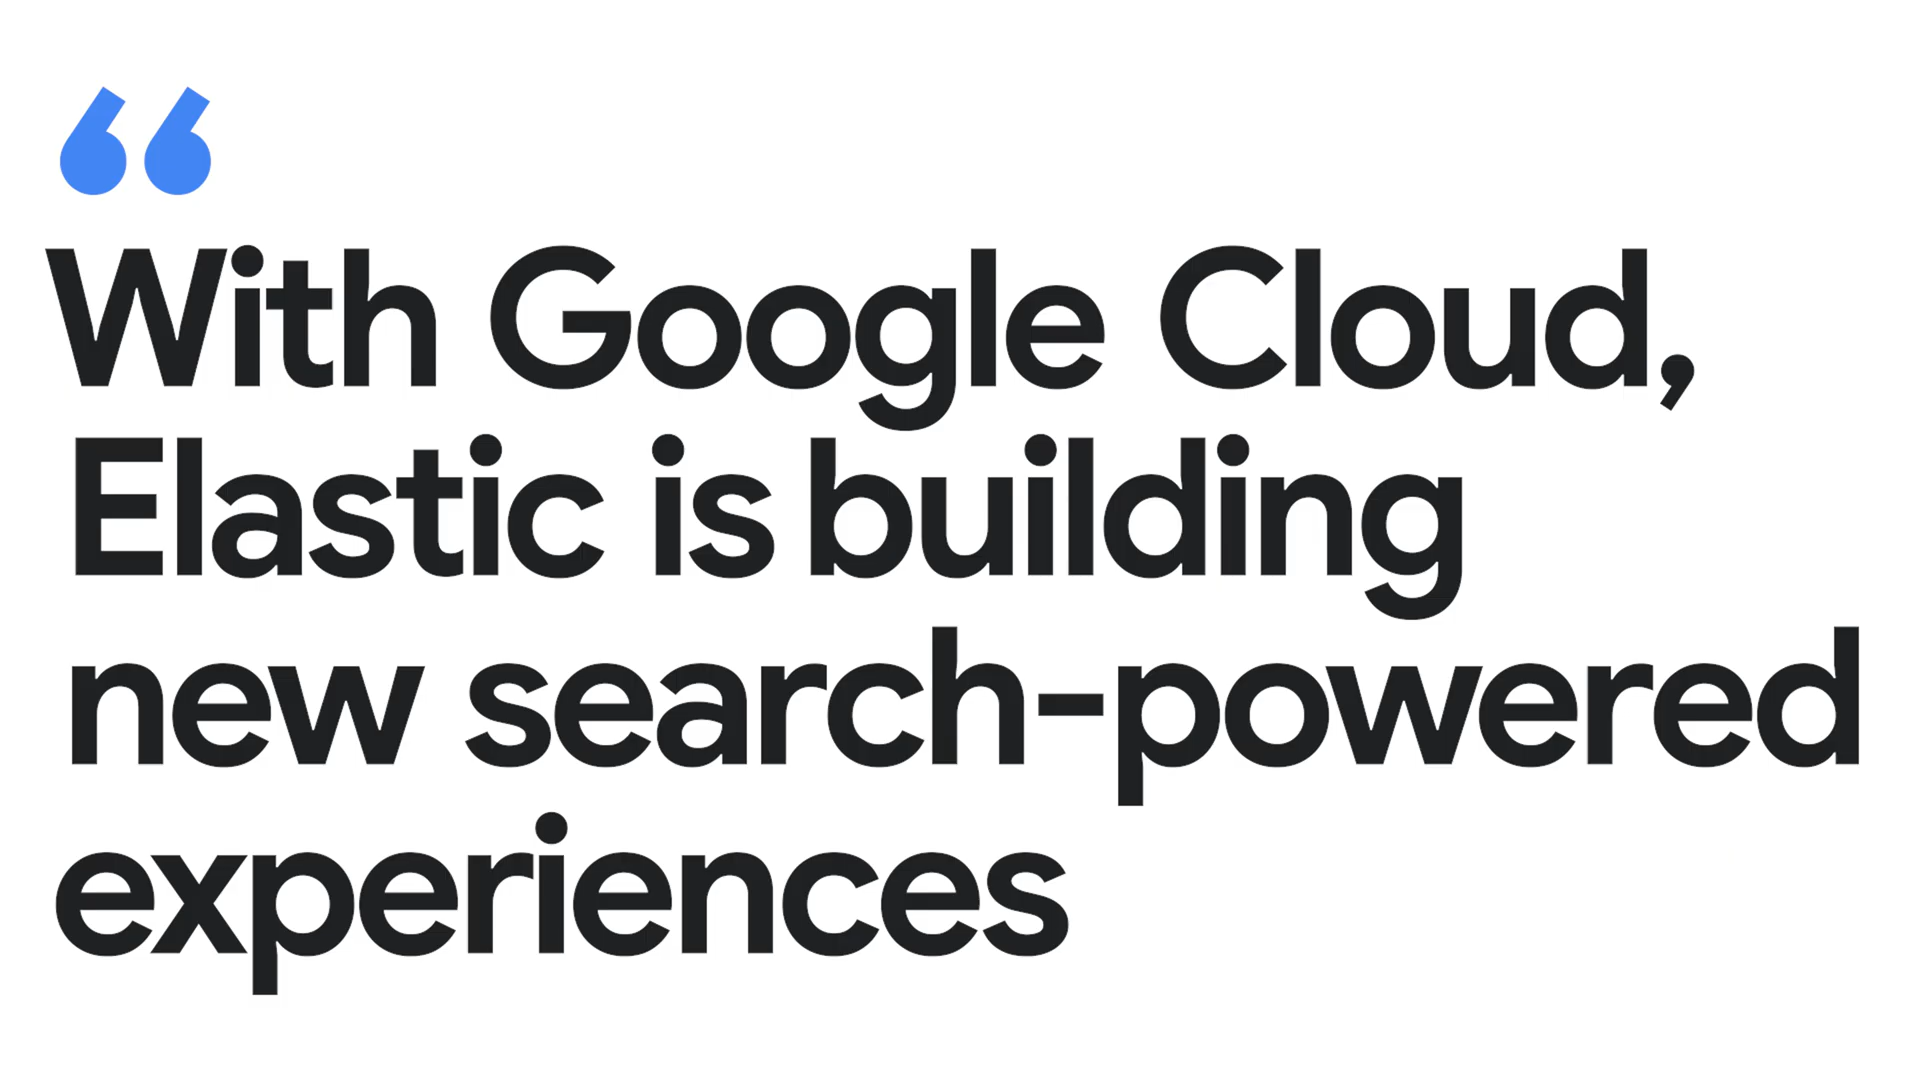 “
With Google Cloud,
Elastic is building
new search-powered
experiences